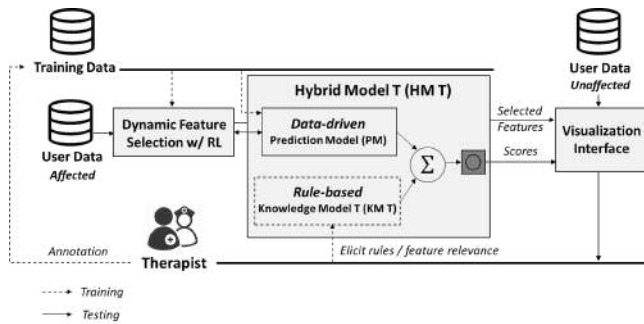 Training Data
User Data
Affected
Dynamic Feature
Selection w/ RL
Hybrid Model T (HM T)
Data-driven
Prediction Model (PM)
Rule-based
Knowledge Model T (KM T)
Σ
Selected
Features
Scores
User Data
Unaffected
Visualization
Interface
Therapist
Annotation
Elicit rules / feature relevance
Training
Testing